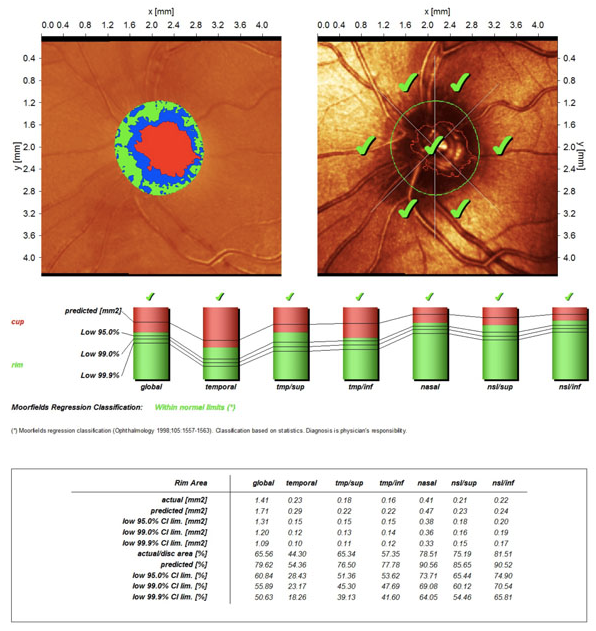 x [mm] x [mm]
0.0 0.6 1.2 1.8 2.4 3.0 3.6 4.4 0.0 0.6 1.2 1.8 2.4 3.0 3.6 4.4
0.4 0.4
0.8 0.8
1.2 1.2
1.6 1.6
y [mm] 2.0 2.0 y [mm]
2.4 2.4
2.8 2.8
3.2 3.2
3.6 3.6
4.0 4.0
predicted [mm2]
cup
Low 95.0%
Low 99.0%
rim
Low 99.9%
global temporal tmp/sup tmp/inf nasal nsl/sup nsl/inf
Moorfields Regression Classification: Within normal limits (*)
(*) Moorfields regression classification (Ophthalmology 1998;105:1557-1563). Classification based on statistics. Diagnosis is physician's responsibility.
Rim Area global temporal tmp/sup tmp/inf nasal nsl/sup nsl/inf
actual [mm2] 1.41 0.23 0.18 0.16 0.41 0.21 0.22
predicted [mm2] 1.71 0.29 0.22 0.22 0.47 0.23 0.24
low 95.0% CI lim. [mm2] 1.31 0.15 0.15 0.15 0.38 0.18 0.20
low 99.0% CI lim. [mm2] 1.20 0.12 0.13 0.14 0.36 0.16 0.19
low 99.9% CI lim. [mm2] 1.09 0.10 0.11 0.12 0.33 0.15 0.17
actual/disc area [%] 65.56 44.30 65.34 57.35 78.51 75.19 81.51
predicted [%] 79.62 54.36 76.50 77.78 90.56 85.65 90.52
low 95.0% CI lim. [%] 60.84 28.43 51.36 53.62 73.71 65.44 74.90
low 99.0% CI lim. [%] 55.89 23.17 45.30 47.69 69.08 60.12 70.54
low 99.9% CI lim. [%] 50.63 18.26 39.13 41.60 64.05 54.46 65.81